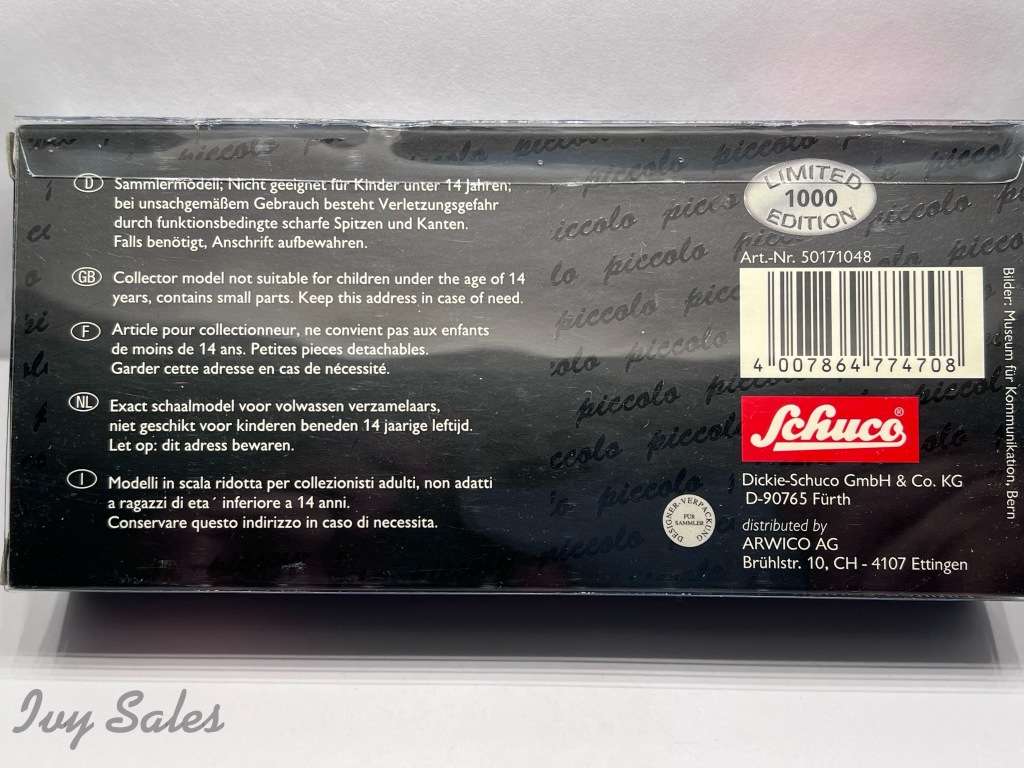 D Sammlermodell; Nicht geeignet für Kinder unter 14 Jahren;
bei unsachgemäßem Gebrauch besteht Verletzungsgefahr
durch funktionsbedingte scharfe Spitzen und Kanten.
Falls benötigt, Anschrift aufbewahren.
GB Collector model not suitable for children under the age of 14
years, contains small parts. Keep this address in case of need.
F Article pour collectionneur, ne convient pas aux enfants
de moins de 14 ans. Petites pieces detachables.
Garder cette adresse en cas de nécessité.
NL Exact schaalmodel voor volwassen verzamelaars,
niet geschikt voor kinderen beneden 14 jaarige leftijd.
Let op: dit adress bewaren.
I Modelli in scala ridotta per collezionisti adulti, non adatti
a ragazzi di eta´ inferiore a 14 anni.
Conservare questo indirizzo in caso di necessita.
piccolo piccolo piccolo
DESIGNER-VERPACKUNG
FÜR
SAMMLER
LIMITED
1000
EDITION
Art.-Nr. 50171048
4 007864 774708
Schuco®
Dickie-Schuco GmbH & Co. KG
D-90765 Fürth
distributed by
ARWICO AG
Brühlstr. 10, CH - 4107 Ettingen
Bilder: Museum für Kommunikation, Bern
Ivy Sales